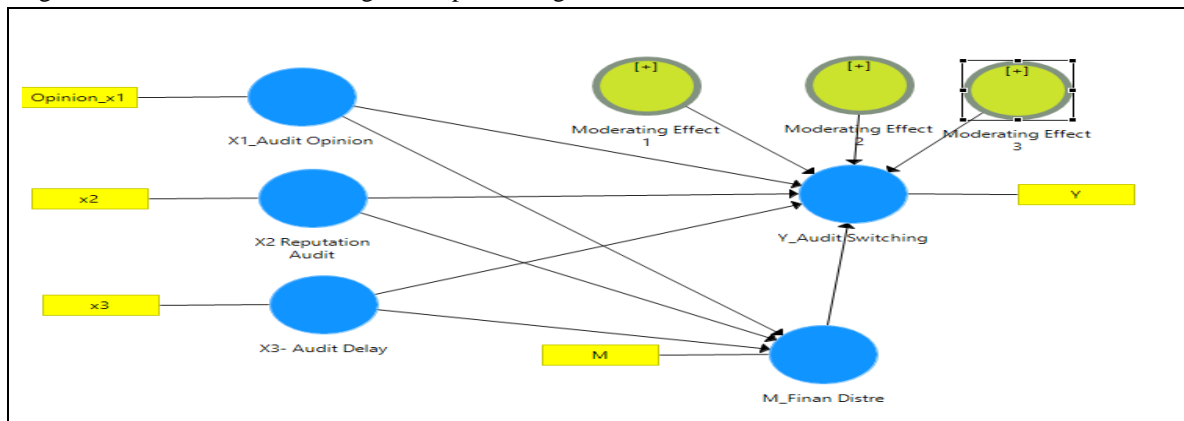 Opinion_x1
X1_Audit Opinion
[+]
Moderating Effect
1
[+]
Moderating Effect
2
[+]
Moderating Effect
3
x2
X2 Reputation
Audit
Y
Y_Audit Switching
x3
X3- Audit Delay
M
M_Finan Distre